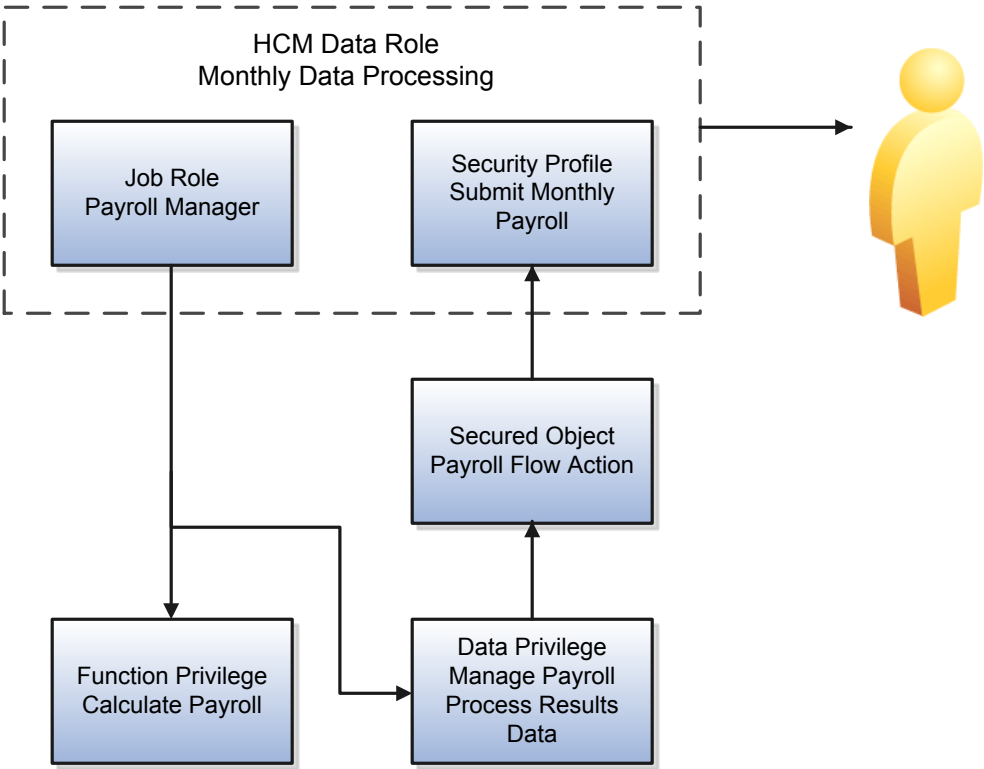 HCM Data Role
Monthly Data Processing
Job Role
Payroll Manager
Security Profile
Submit Monthly
Payroll
Secured Object
Payroll Flow Action
Function Privilege
Calculate Payroll
Data Privilege
Manage Payroll
Process Results
Data